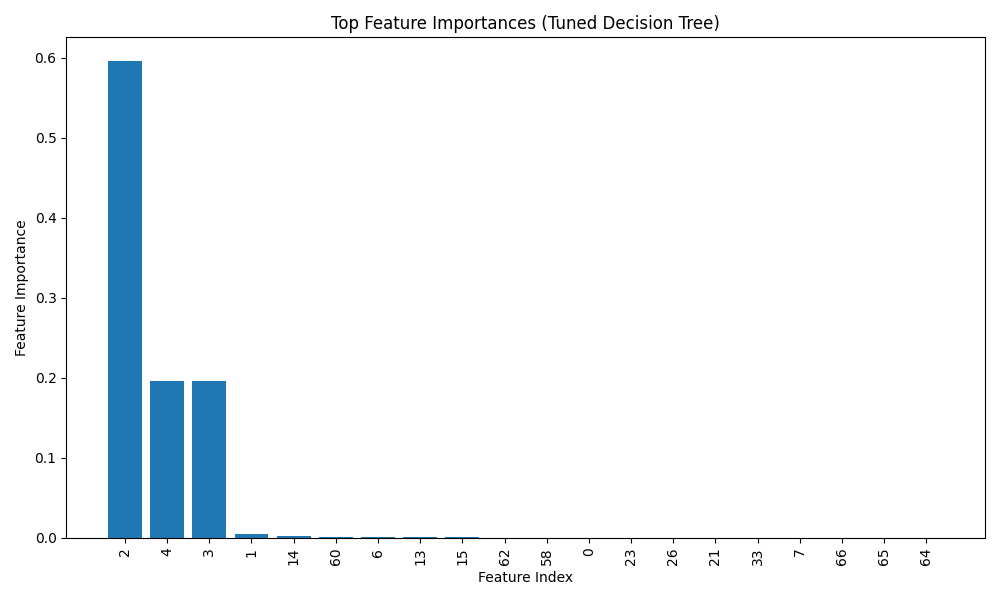 Top Feature Importances (Tuned Decision Tree)
Feature Importance
0.6
0.5
0.4
0.3
0.2
0.1
0.0
2 4 3 1 14 60 6 13 15 62 58 0 23 26 21 33 7 66 65 64
Feature Index